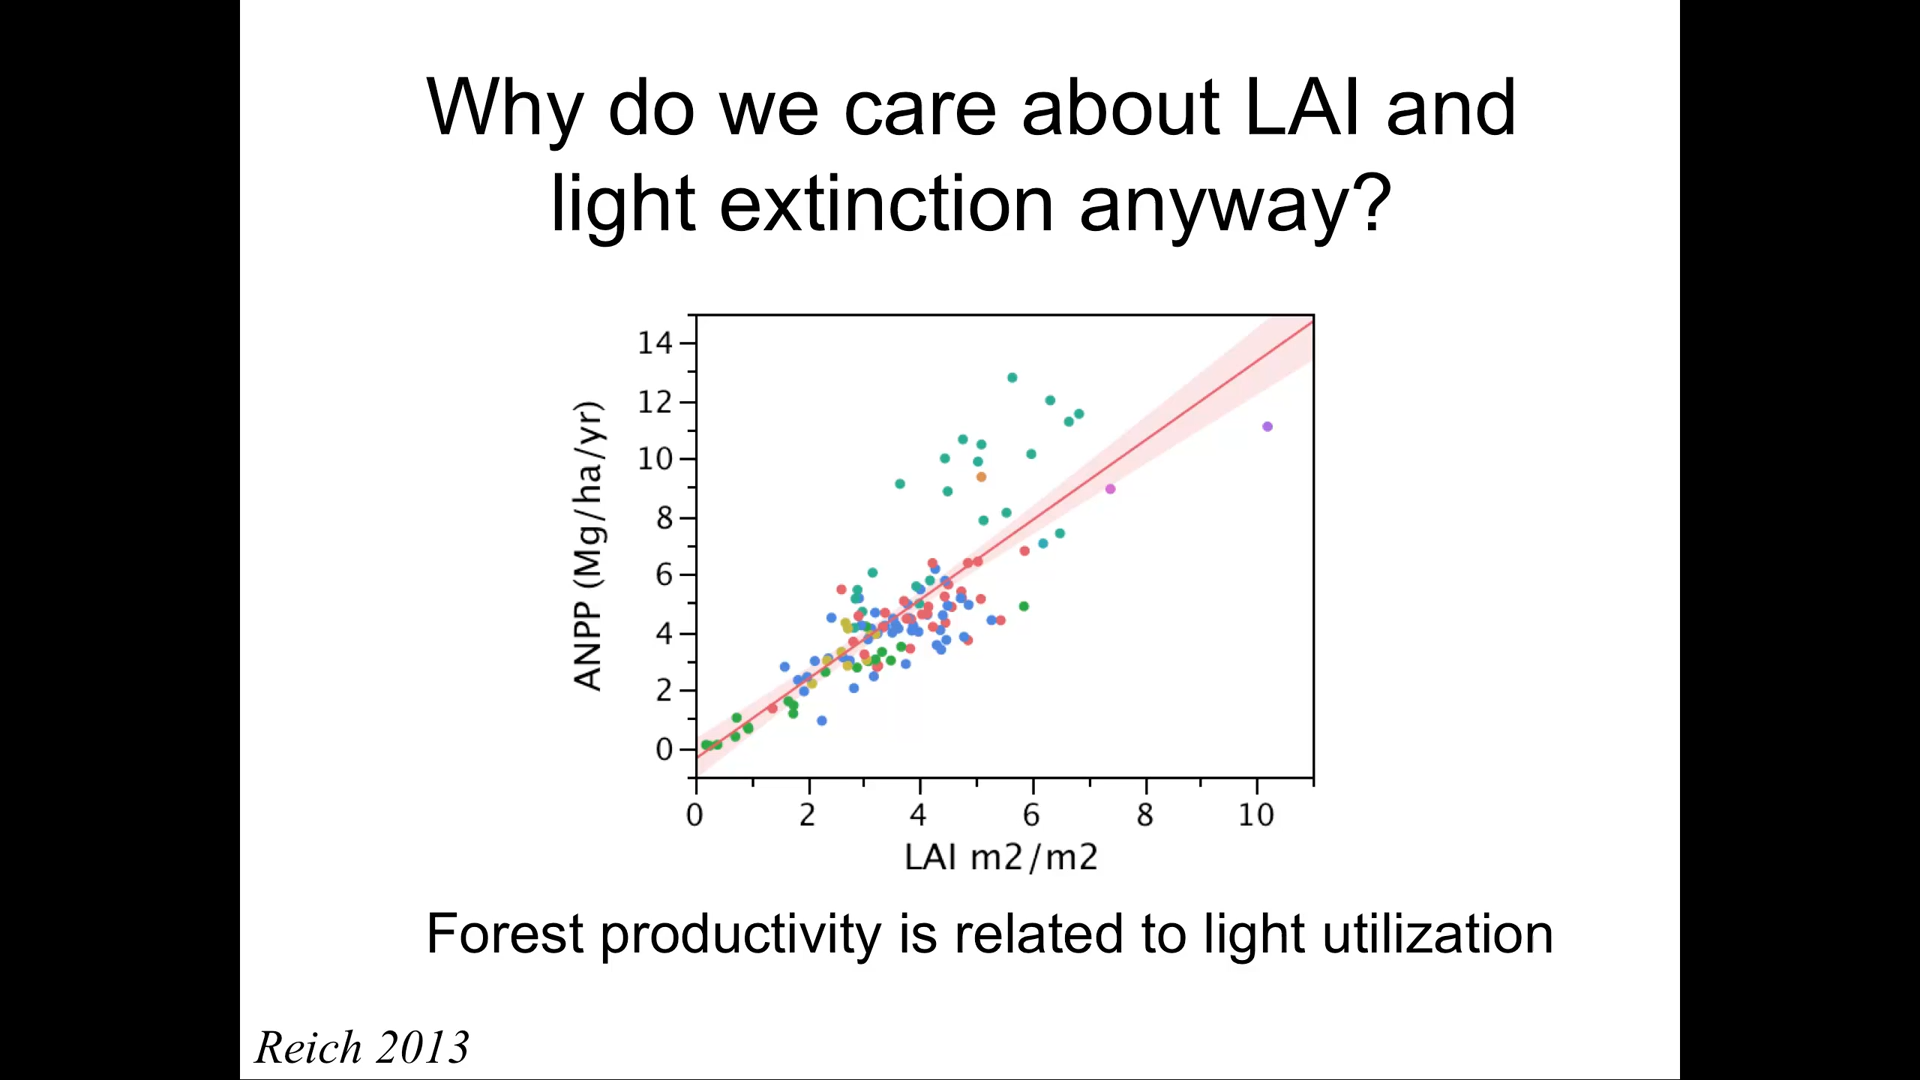 Why do we care about LAI and
light extinction anyway?
14
12
10
8
6
4
2
0
ANPP (Mg/ha/yr)
0 2 4 6 8 10
LAI m2/m2
Forest productivity is related to light utilization
Reich 2013